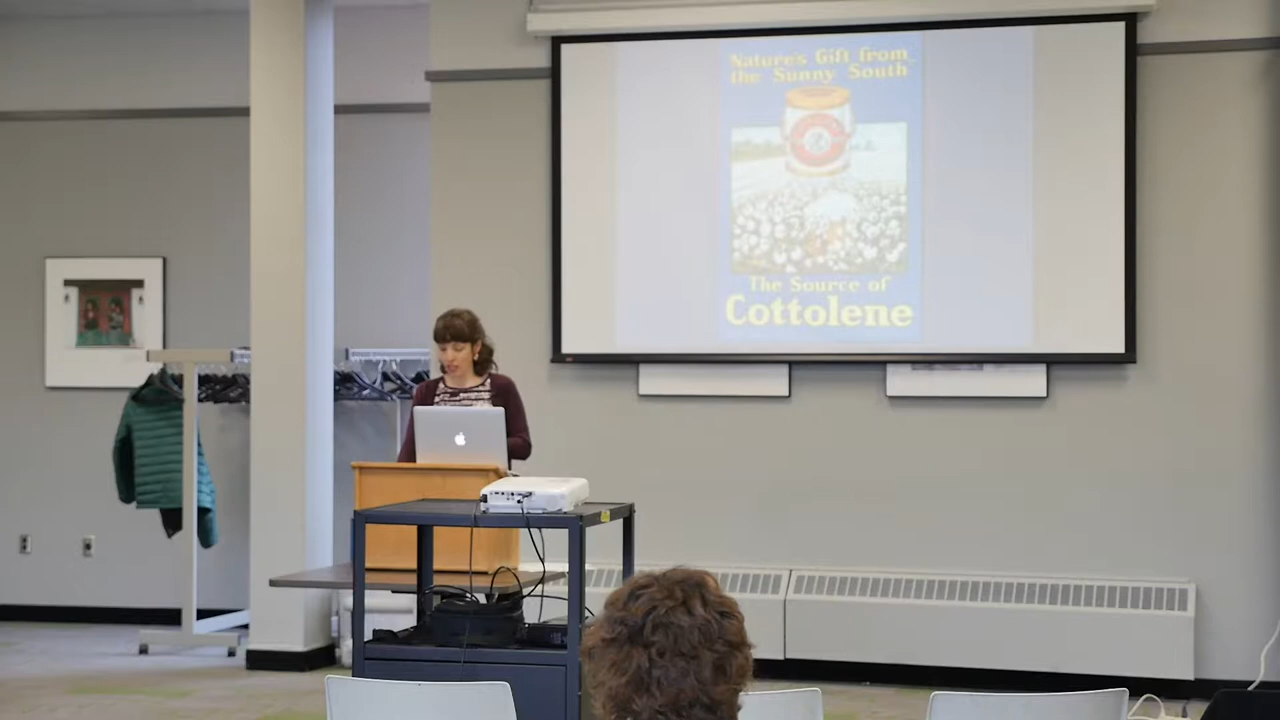 Nature's Gift from
the Sunny South
The Source of
Cottolene